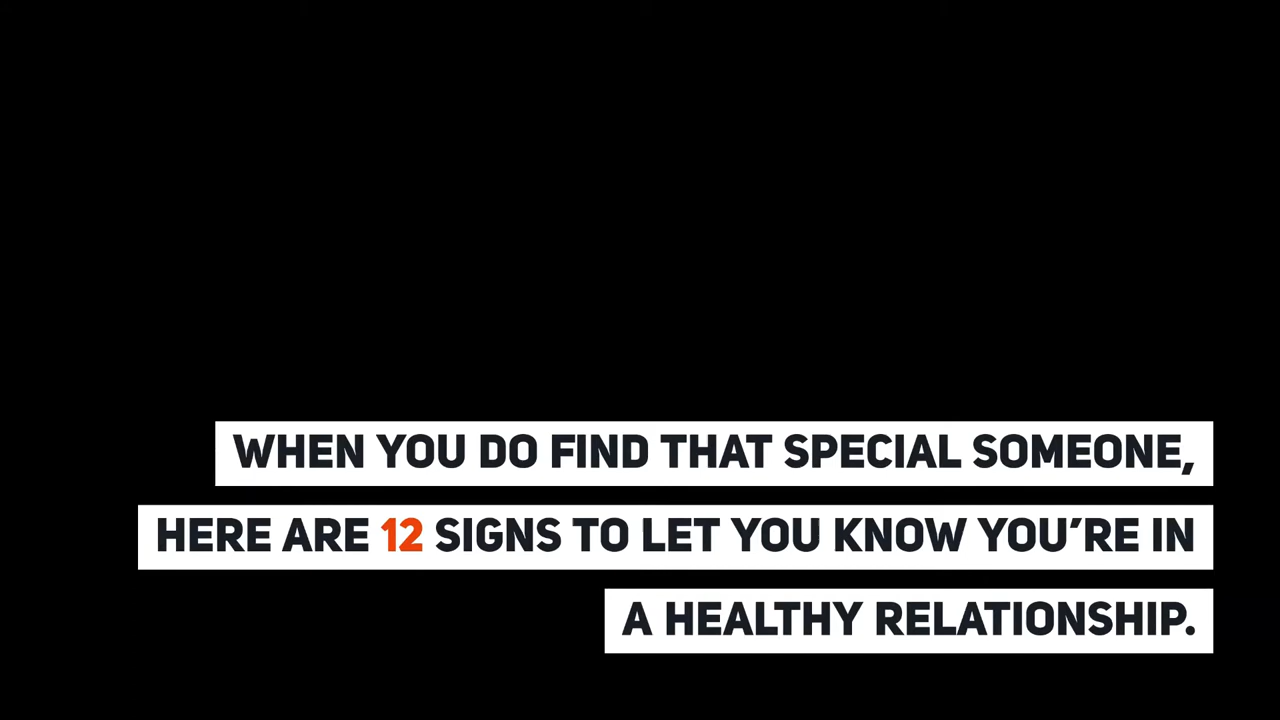 WHEN YOU DO FIND THAT SPECIAL SOMEONE,
HERE ARE 12 SIGNS TO LET YOU KNOW YOU’RE IN
A HEALTHY RELATIONSHIP.